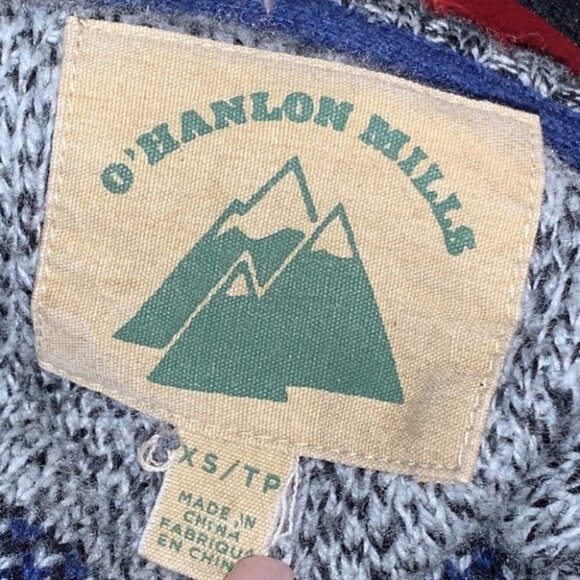 O'HANLON MILLS
XS/TP
MADE IN
CHINA
FABRIQUÉ
EN CHINE